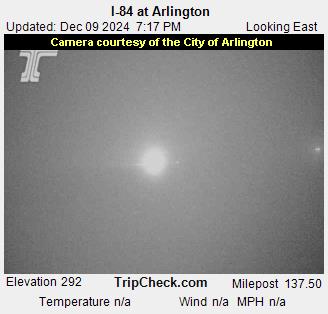 I-84 at Arlington
Updated: Dec 09 2024 7:17 PM Looking East
Camera courtesy of the City of Arlington
Elevation 292 TripCheck.com Milepost 137.50
Temperature n/a Wind n/a MPH n/a